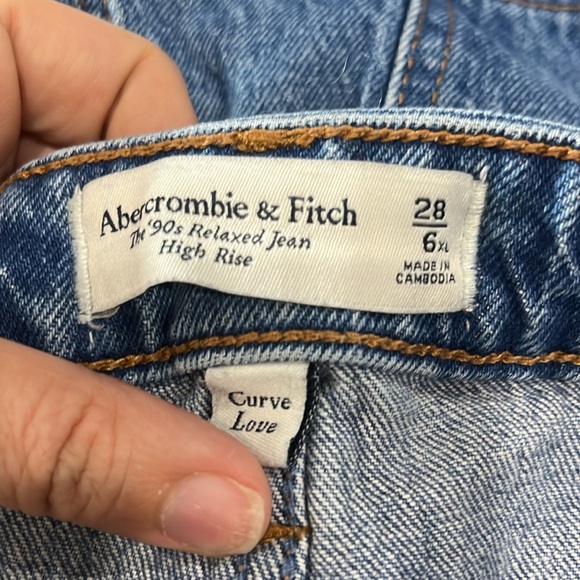 Abercrombie & Fitch
The '90s Relaxed Jean
High Rise
28
6XL
MADE IN
CAMBODIA
Curve
Love